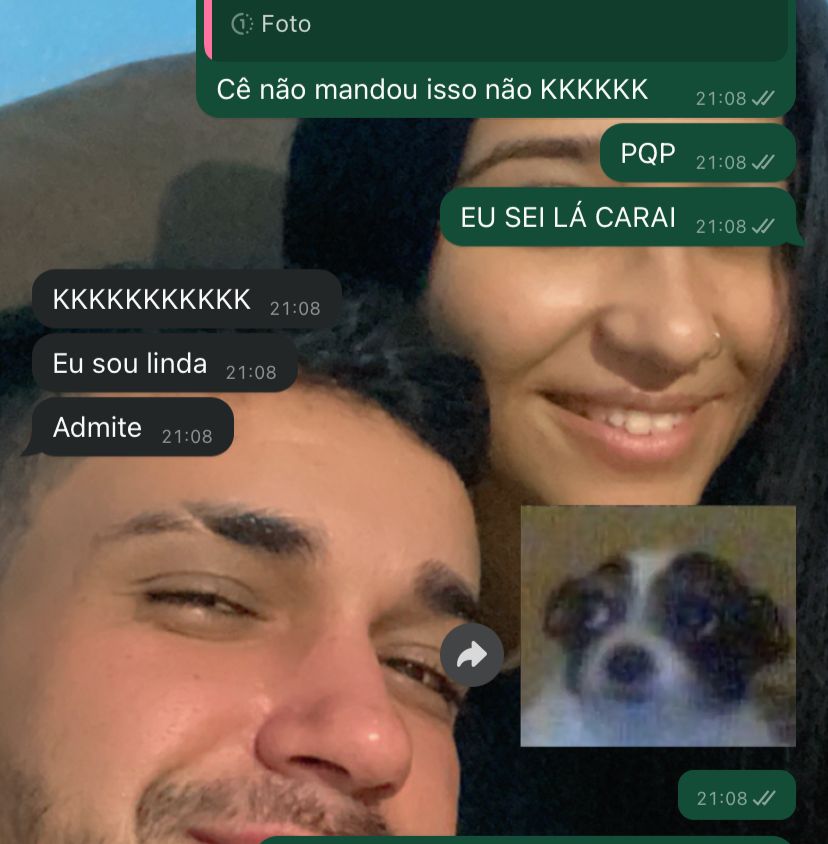 Foto
Cê não mandou isso não KKKKKK 21:08
PQP 21:08
EU SEI LÁ CARAI 21:08
KKKKKKKKKKK 21:08
Eu sou linda 21:08
Admite 21:08
21:08